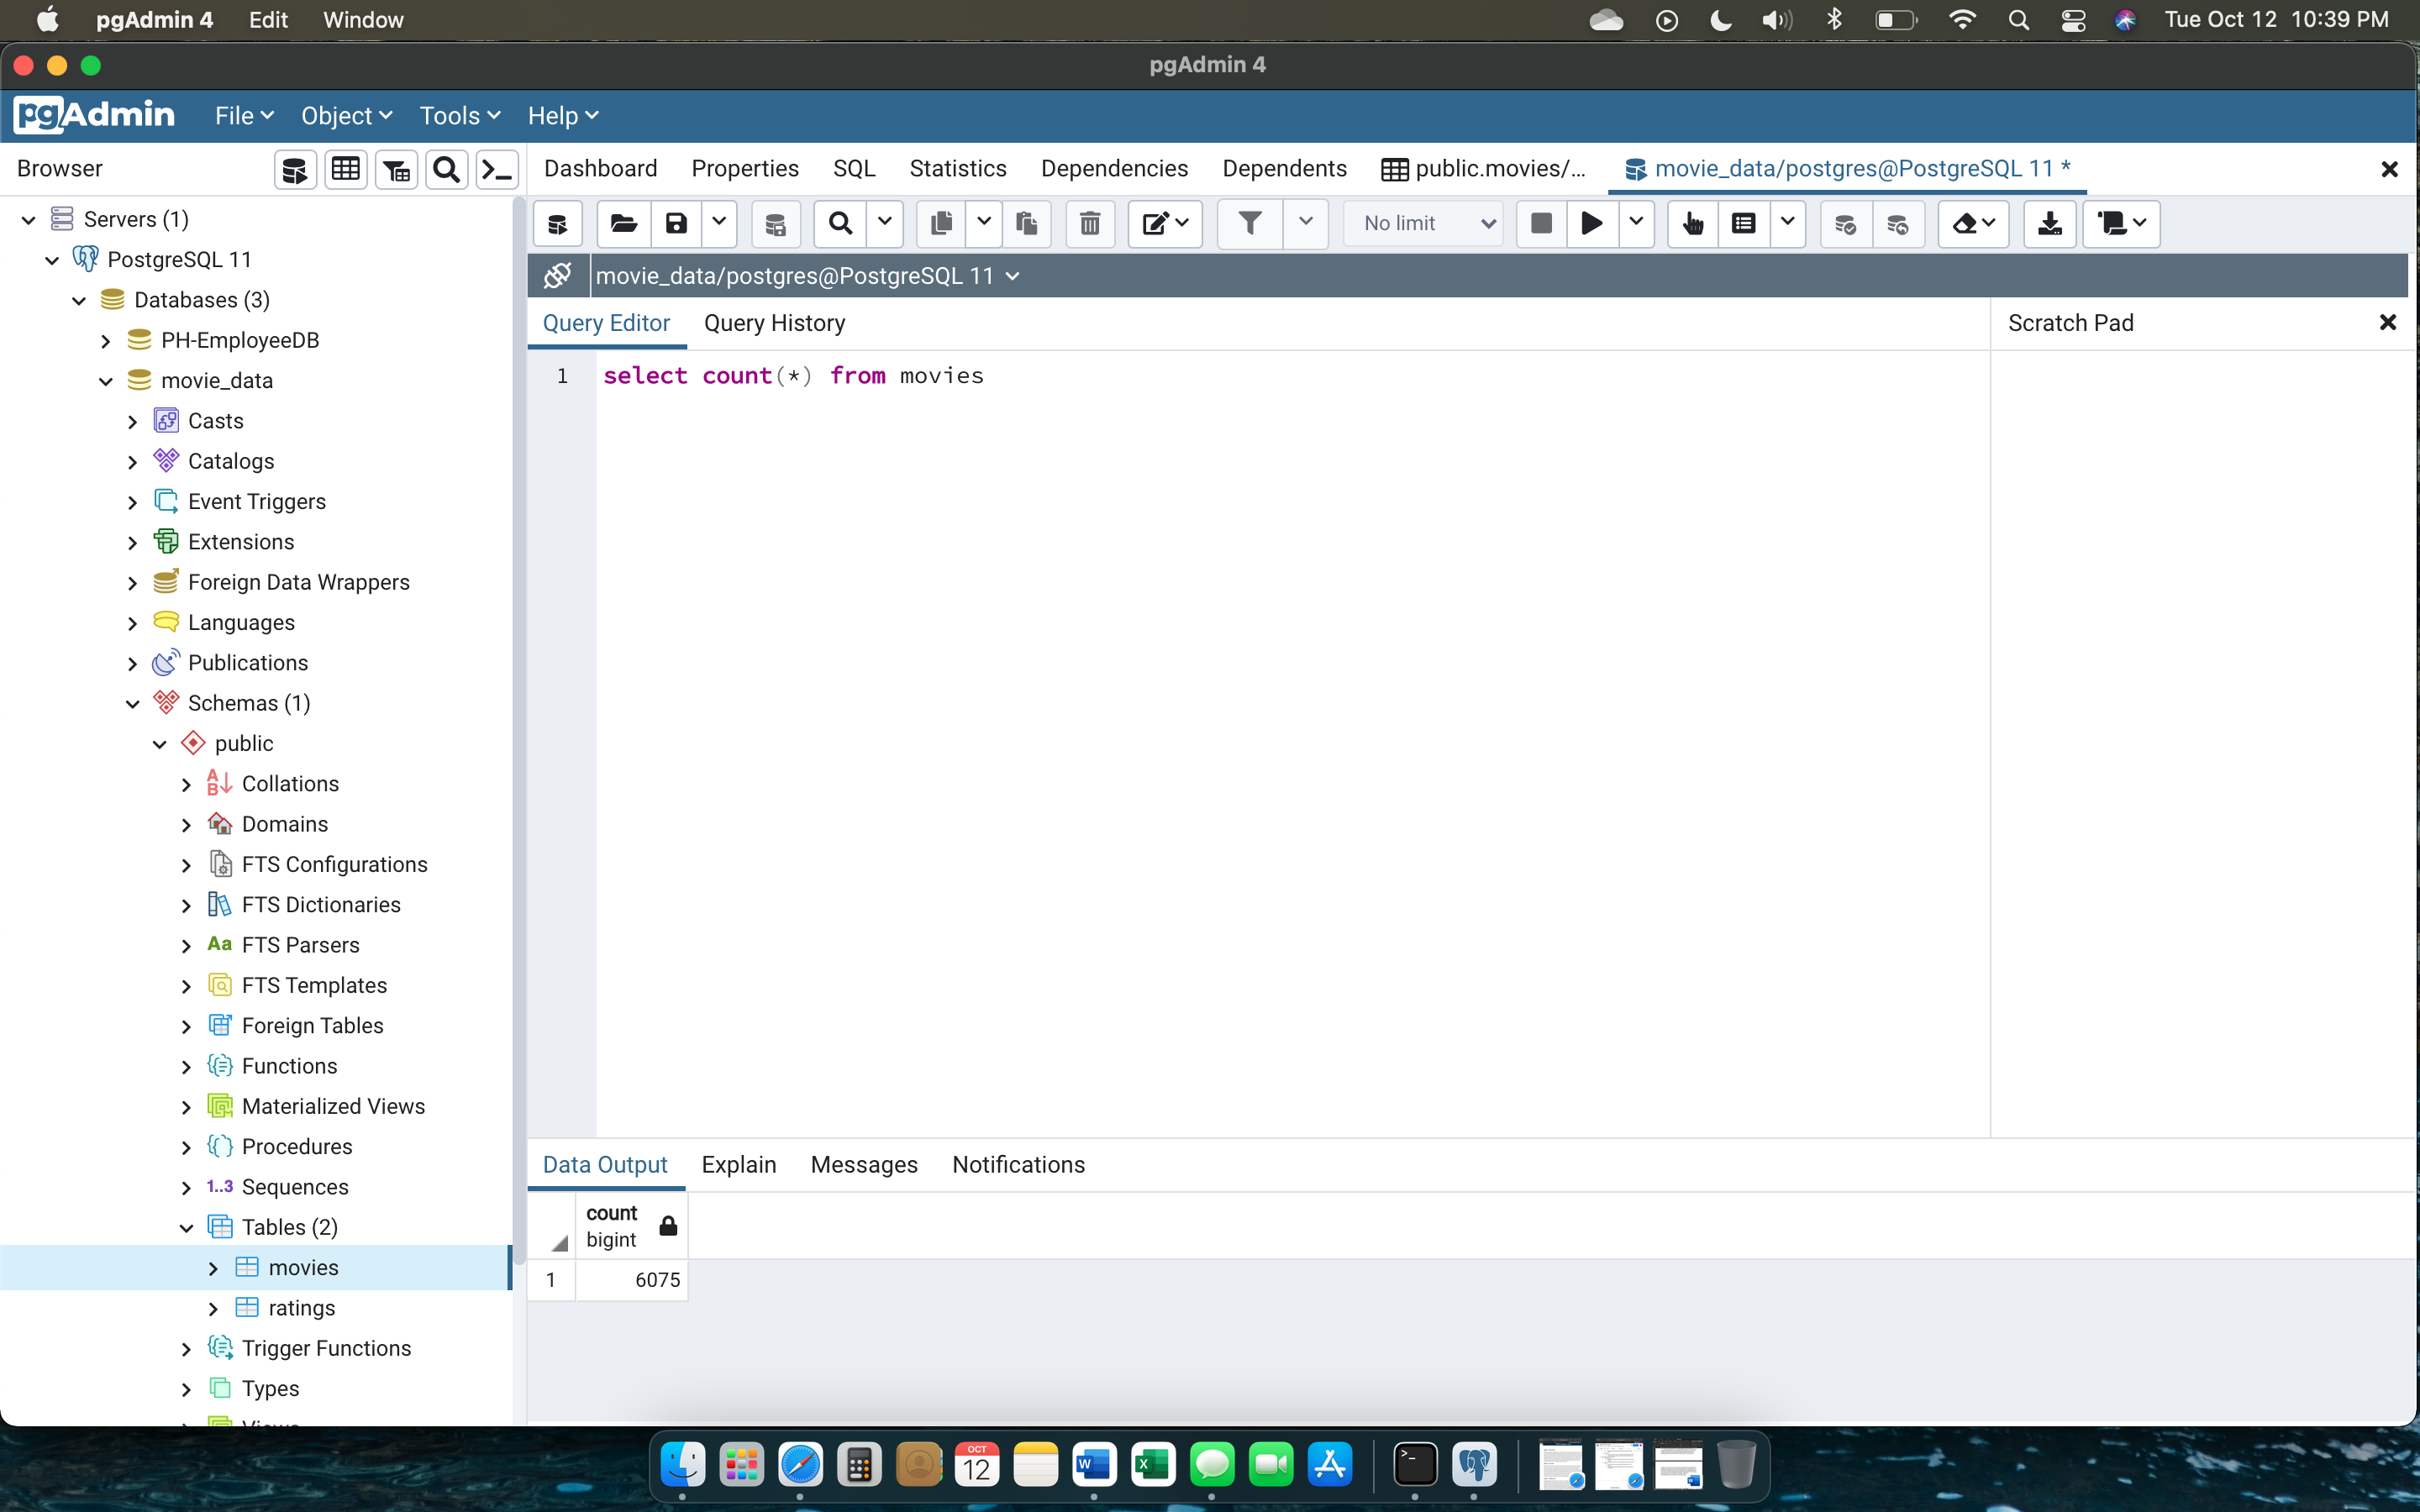 pgAdmin 4 Edit Window Tue Oct 12 10:39 PM
pgAdmin 4
pgAdmin File Object Tools Help
Browser
Dashboard Properties SQL Statistics Dependencies Dependents public.movies/... movie_data/postgres@PostgreSQL 11 *
No limit
movie_data/postgres@PostgreSQL 11
Query Editor Query History
Scratch Pad
1 select count(*) from movies
Servers (1)
PostgreSQL 11
Databases (3)
PH-EmployeeDB
movie_data
Casts
Catalogs
Event Triggers
Extensions
Foreign Data Wrappers
Languages
Publications
Schemas (1)
public
Collations
Domains
FTS Configurations
FTS Dictionaries
Aa FTS Parsers
FTS Templates
Foreign Tables
Functions
Materialized Views
Procedures
1..3 Sequences
Tables (2)
movies
ratings
Trigger Functions
Types
Views
Data Output Explain Messages Notifications
count
bigint
1 6075
OCT
12